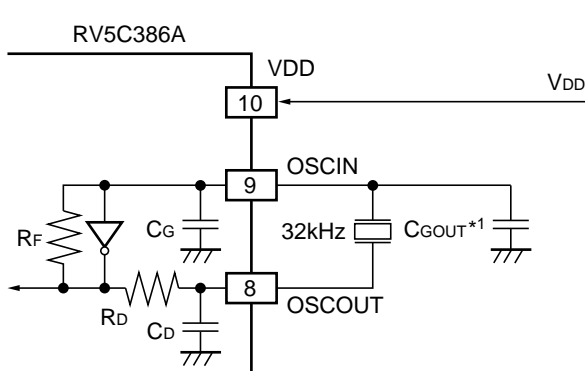 RV5C386A
VDD
VDD
10
OSCIN
9
RF
CG
32kHz
CGOUT*1
8
OSCOUT
RD
CD